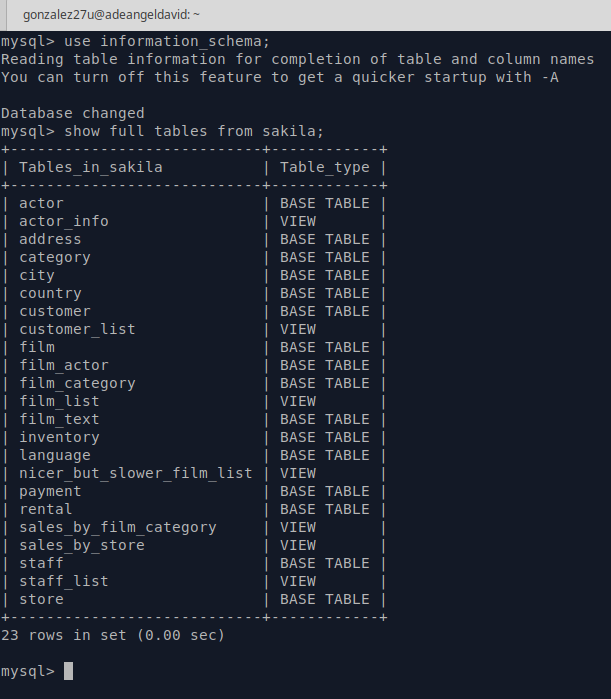 gonzalez27u@adeangeldavid: ~
mysql> use information_schema;
Reading table information for completion of table and column names
You can turn off this feature to get a quicker startup with -A

Database changed
mysql> show full tables from sakila;
+----------------------------+------------+
| Tables_in_sakila           | Table_type |
+----------------------------+------------+
| actor                      | BASE TABLE |
| actor_info                 | VIEW       |
| address                    | BASE TABLE |
| category                   | BASE TABLE |
| city                       | BASE TABLE |
| country                    | BASE TABLE |
| customer                   | BASE TABLE |
| customer_list              | VIEW       |
| film                       | BASE TABLE |
| film_actor                 | BASE TABLE |
| film_category              | BASE TABLE |
| film_list                  | VIEW       |
| film_text                  | BASE TABLE |
| inventory                  | BASE TABLE |
| language                   | BASE TABLE |
| nicer_but_slower_film_list | VIEW       |
| payment                    | BASE TABLE |
| rental                     | BASE TABLE |
| sales_by_film_category     | VIEW       |
| sales_by_store             | VIEW       |
| staff                      | BASE TABLE |
| staff_list                 | VIEW       |
| store                      | BASE TABLE |
+----------------------------+------------+
23 rows in set (0.00 sec)

mysql>